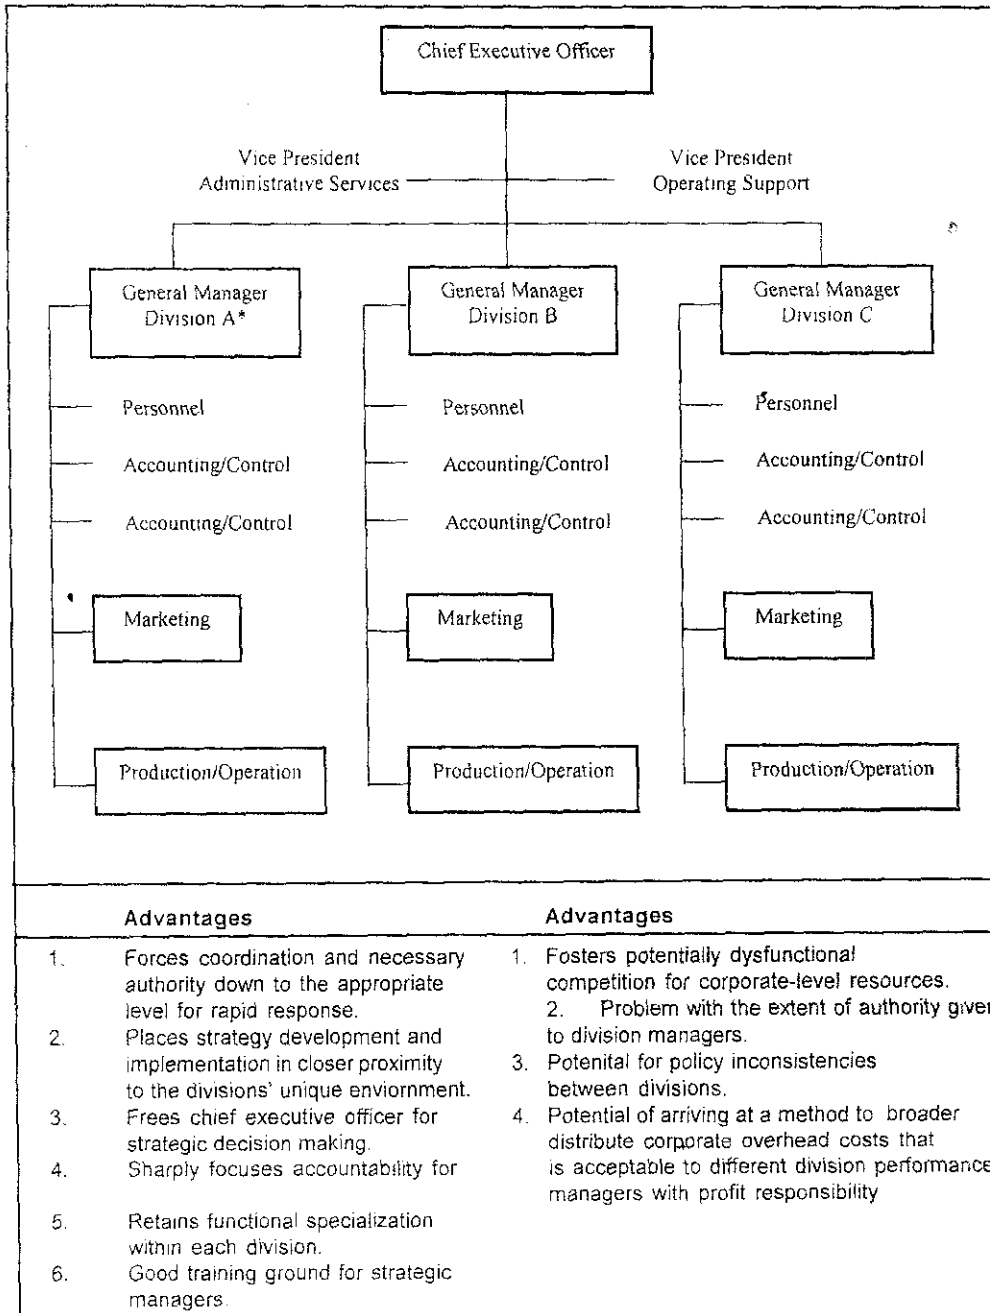 Chief Executive Officer
Vice President
Administrative Services
Vice President
Operating Support
General Manager
Division A*
General Manager
Division B
General Manager
Division C
Personnel
Personnel
Personnel
Accounting/Control
Accounting/Control
Accounting/Control
Accounting/Control
Accounting/Control
Accounting/Control
Marketing
Marketing
Marketing
Production/Operation
Production/Operation
Production/Operation
Advantages
1. Forces coordination and necessary
authority down to the appropriate
level for rapid response.
2. Places strategy development and
implementation in closer proximity
to the divisions' unique enviornment.
3. Frees chief executive officer for
strategic decision making.
4. Sharply focuses accountability for
5. Retains functional specialization
within each division.
6. Good training ground for strategic
managers.
Advantages
1. Fosters potentially dysfunctional
competition for corporate-level resources.
2. Problem with the extent of authority given
to division managers.
3. Potenital for policy inconsistencies
between divisions.
4. Potential of arriving at a method to broader
distribute corporate overhead costs that
is acceptable to different division performance
managers with profit responsibility